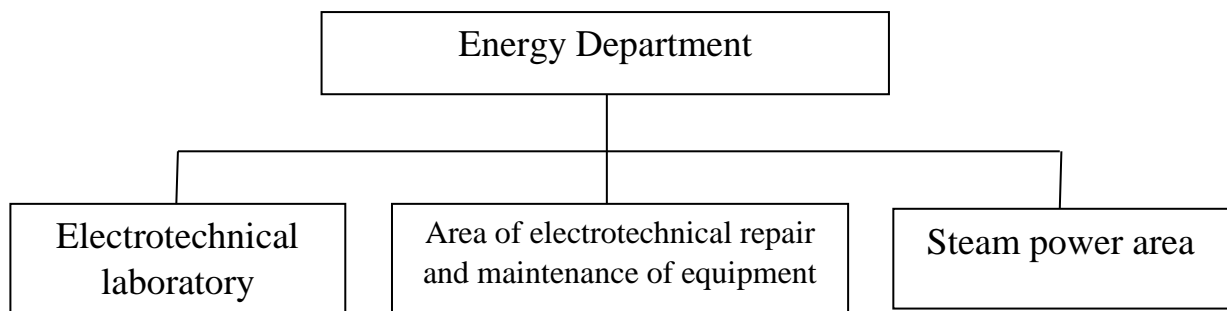 Energy Department
Electrotechnical
laboratory
Area of electrotechnical repair
and maintenance of equipment
Steam power area